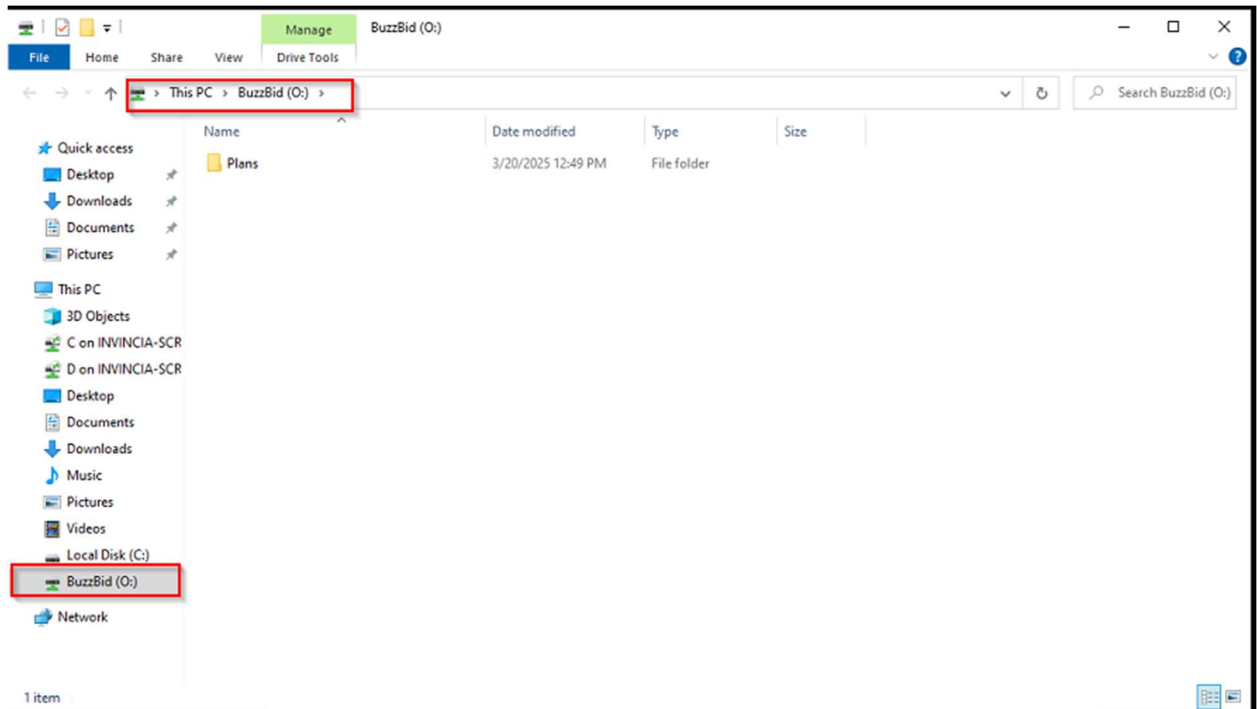 Manage
BuzzBid (O:)
File Home Share View Drive Tools
This PC BuzzBid (O:)
Search BuzzBid (O:)
Name Date modified Type Size
Plans 3/20/2025 12:49 PM File folder
Quick access
Desktop
Downloads
Documents
Pictures
This PC
3D Objects
C on INVINCIA-SCR
D on INVINCIA-SCR
Desktop
Documents
Downloads
Music
Pictures
Videos
Local Disk (C:)
BuzzBid (O:)
Network
1 item